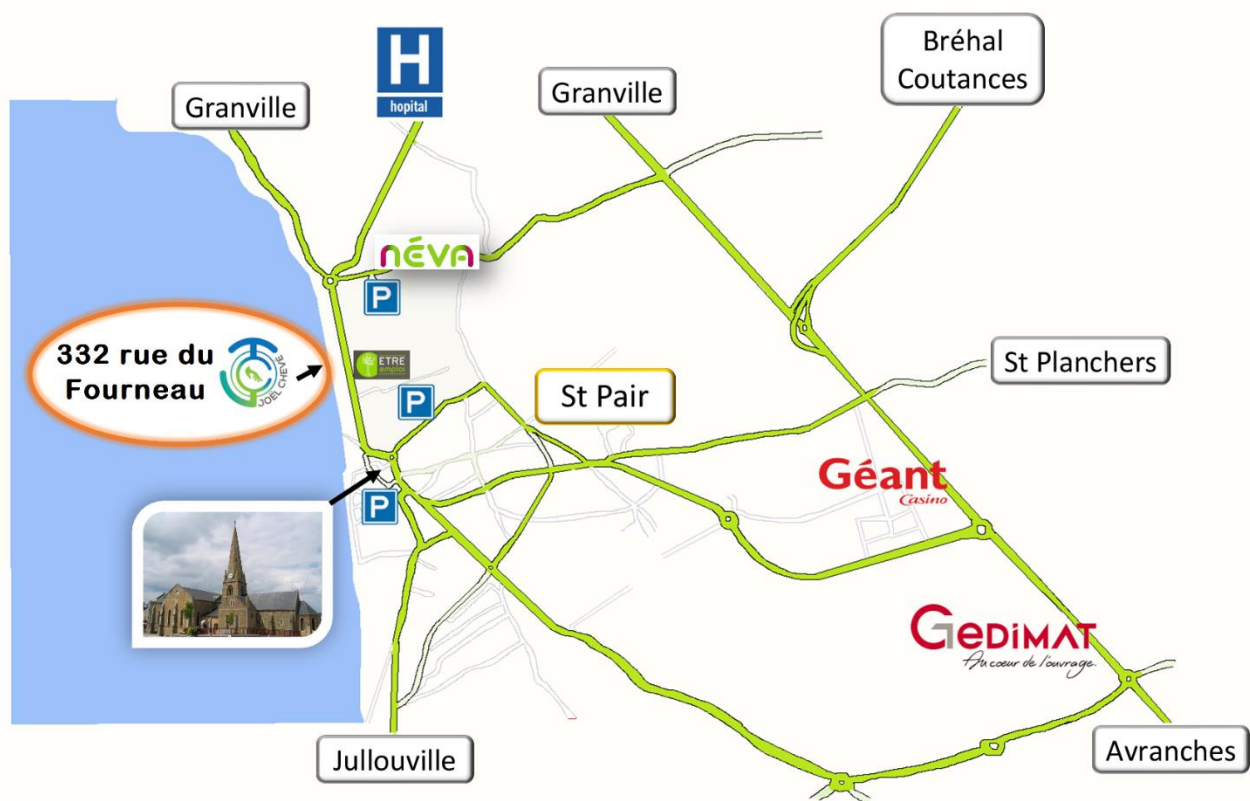 Bréhal
Coutances
H
hopital
Granville
Granville
NÉVA
P
332 rue du
Fourneau
JOËL CHEVE
ETRE
emploi
P
St Pair
St Planchers
Géant
Casino
P
GEDIMAT
Au cœur de l'ouvrage.
Jullouville
Avranches